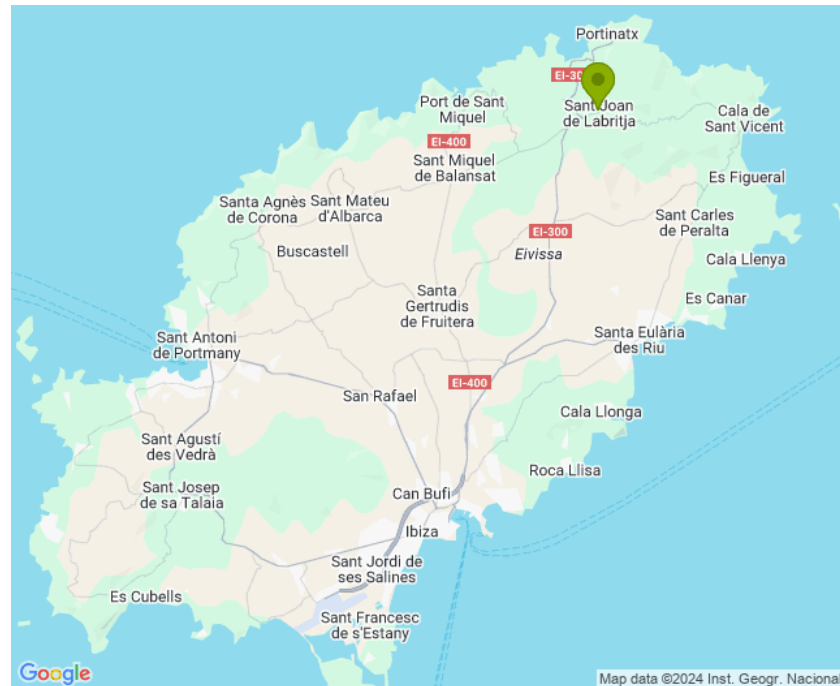 Portinatx
EI-30
Sant Joan
de Labritja
Port de Sant
Miquel
Cala de
Sant Vicent
EI-400
Sant Miquel
de Balansat
Es Figueral
Santa Agnès
de Corona
Sant Mateu
d'Albarca
Sant Carles
de Peralta
EI-300
Buscastell
Eivissa
Cala Llenya
Santa
Gertrudis
de Fruitera
Es Canar
Sant Antoni
de Portmany
Santa Eulària
des Riu
EI-400
San Rafael
Cala Llonga
Sant Agustí
des Vedrà
Roca Llisa
Sant Josep
de sa Talaia
Can Bufi
Ibiza
Sant Jordi de
ses Salines
Es Cubells
Sant Francesc
de s'Estany
Google
Map data ©2024 Inst. Geogr. Nacional